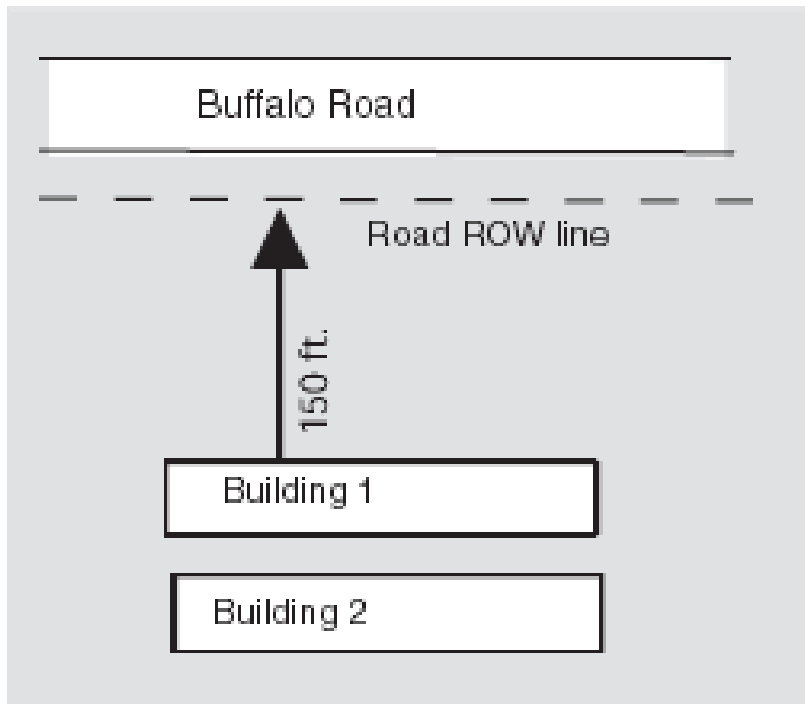 Buffalo Road
Road ROW line
150 ft.
Building 1
Building 2